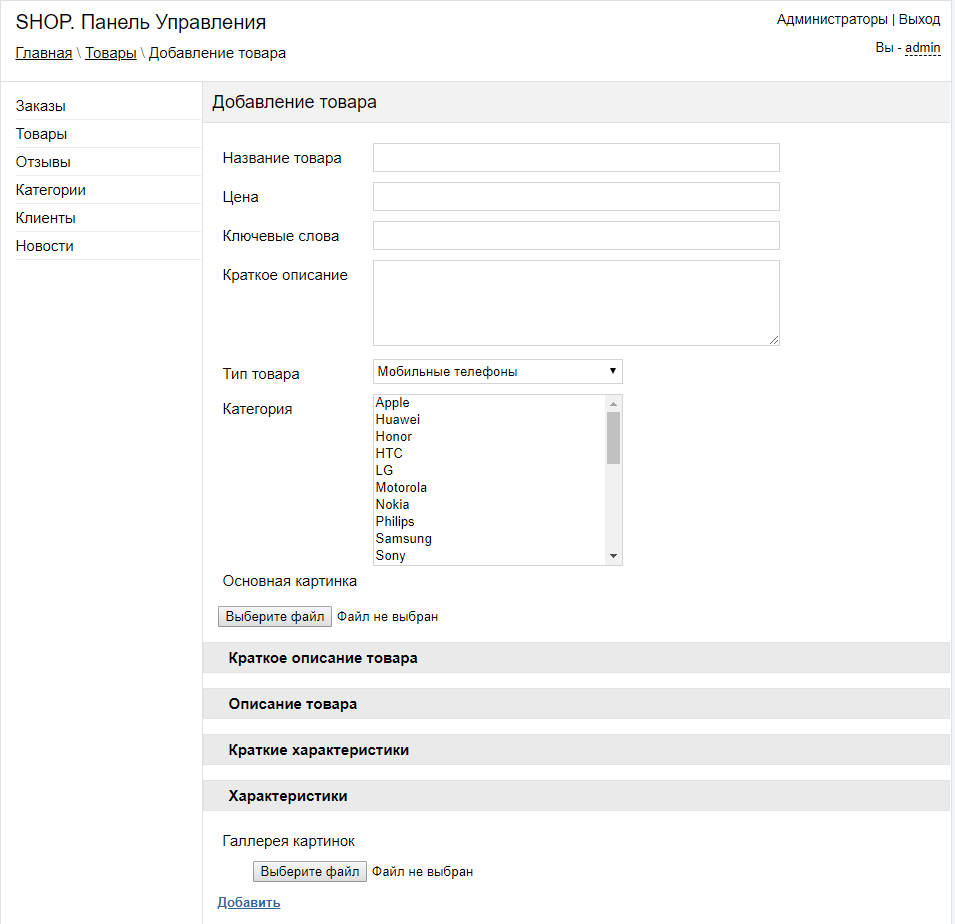 SHOP. Панель Управления
Администраторы | Выход
Главная \ Товары \ Добавление товара
Вы - admin
Заказы
Товары
Отзывы
Категории
Клиенты
Новости
Добавление товара
Название товара
Цена
Ключевые слова
Краткое описание
Тип товара
Мобильные телефоны
Категория
Apple
Huawei
Honor
HTC
LG
Motorola
Nokia
Philips
Samsung
Sony
Основная картинка
Выберите файл Файл не выбран
Краткое описание товара
Описание товара
Краткие характеристики
Характеристики
Галлерея картинок
Выберите файл Файл не выбран
Добавить